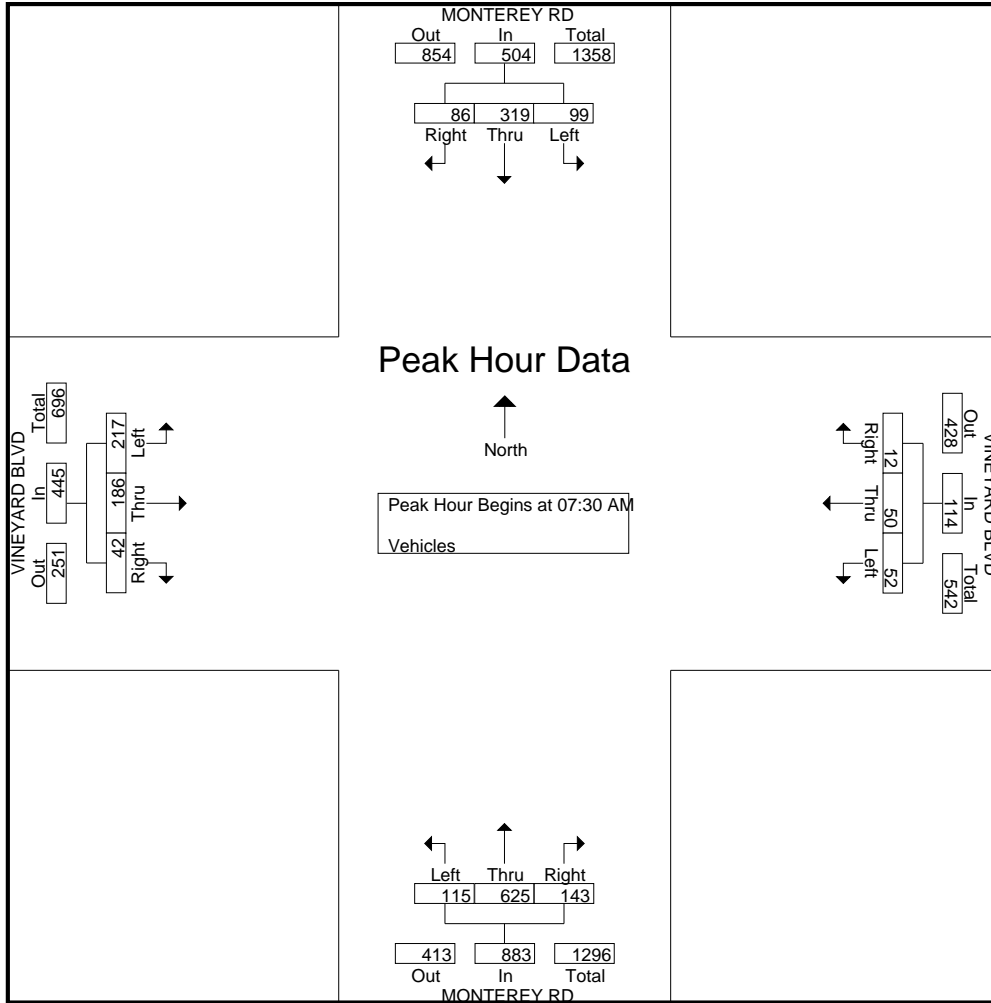 MONTEREY RD
Out In Total
854 504 1358
86 319 99
Right Thru Left
Peak Hour Data
North
Peak Hour Begins at 07:30 AM
Vehicles
VINEYARD BLVD
Out In Total
251 445 696
217 186 42
Left Thru Right
VINEYARD BLVD
Out In Total
428 114 542
12 50 52
Right Thru Left
Left Thru Right
115 625 143
413 883 1296
Out In Total
MONTEREY RD